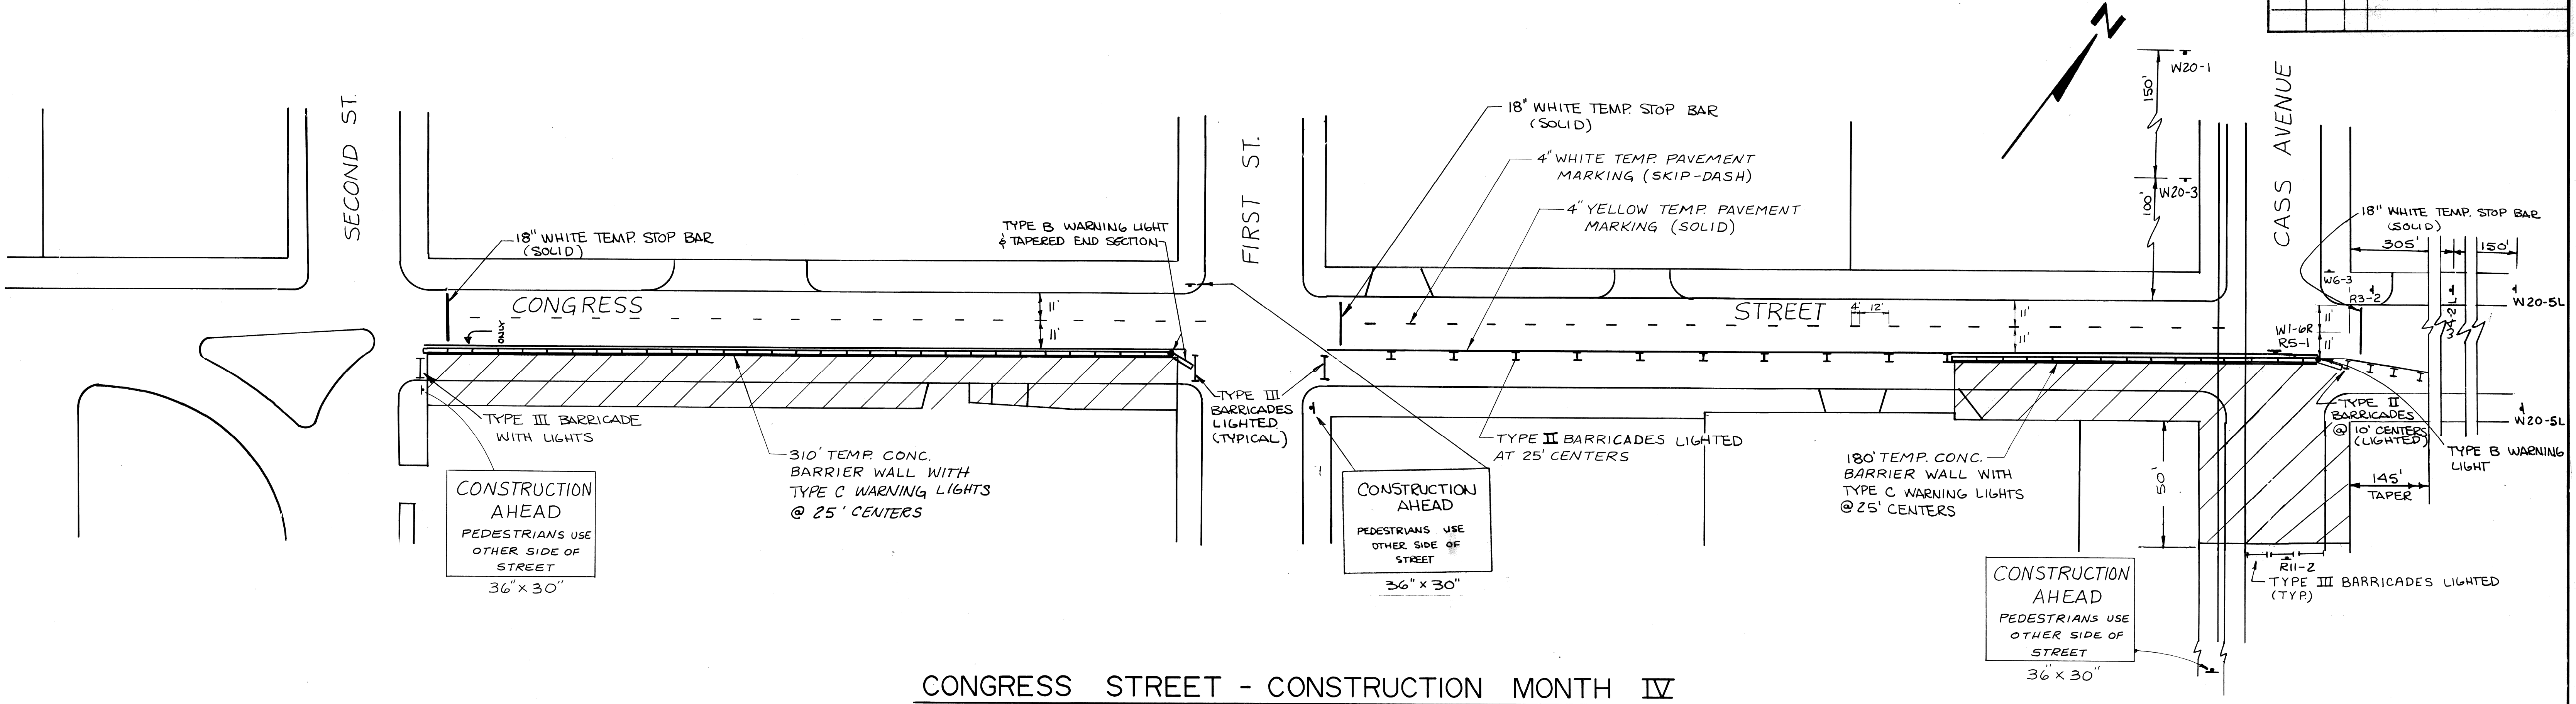 N
W20-1
150'
W20-3
100'
SECOND ST.
FIRST ST.
CASS AVENUE
18" WHITE TEMP. STOP BAR
(SOLID)
TYPE B WARNING LIGHT
& TAPERED END SECTION
18" WHITE TEMP. STOP BAR
(SOLID)
4" WHITE TEMP. PAVEMENT
MARKING (SKIP-DASH)
4" YELLOW TEMP. PAVEMENT
MARKING (SOLID)
18" WHITE TEMP. STOP BAR
(SOLID)
305'
150'
W6-3
R3-2
W20-5L
W1-6R
R5-1
CONGRESS
STREET
ONLY
11'
11'
4'
12'
11'
11'
11'
11'
TYPE III BARRICADE
WITH LIGHTS
310' TEMP. CONC.
BARRIER WALL WITH
TYPE C WARNING LIGHTS
@ 25' CENTERS
TYPE III
BARRICADES
LIGHTED
(TYPICAL)
TYPE II BARRICADES LIGHTED
AT 25' CENTERS
180' TEMP. CONC.
BARRIER WALL WITH
TYPE C WARNING LIGHTS
@ 25' CENTERS
50'
TYPE II
BARRICADES
@ 10' CENTERS
(LIGHTED)
W20-5L
TYPE B WARNING
LIGHT
145'
TAPER
CONSTRUCTION
AHEAD
PEDESTRIANS USE
OTHER SIDE OF
STREET
36" x 30"
CONSTRUCTION
AHEAD
PEDESTRIANS USE
OTHER SIDE OF
STREET
36" x 30"
CONSTRUCTION
AHEAD
PEDESTRIANS USE
OTHER SIDE OF
STREET
36" x 30"
R11-2
TYPE III BARRICADES LIGHTED
(TYP.)
CONGRESS STREET - CONSTRUCTION MONTH IV